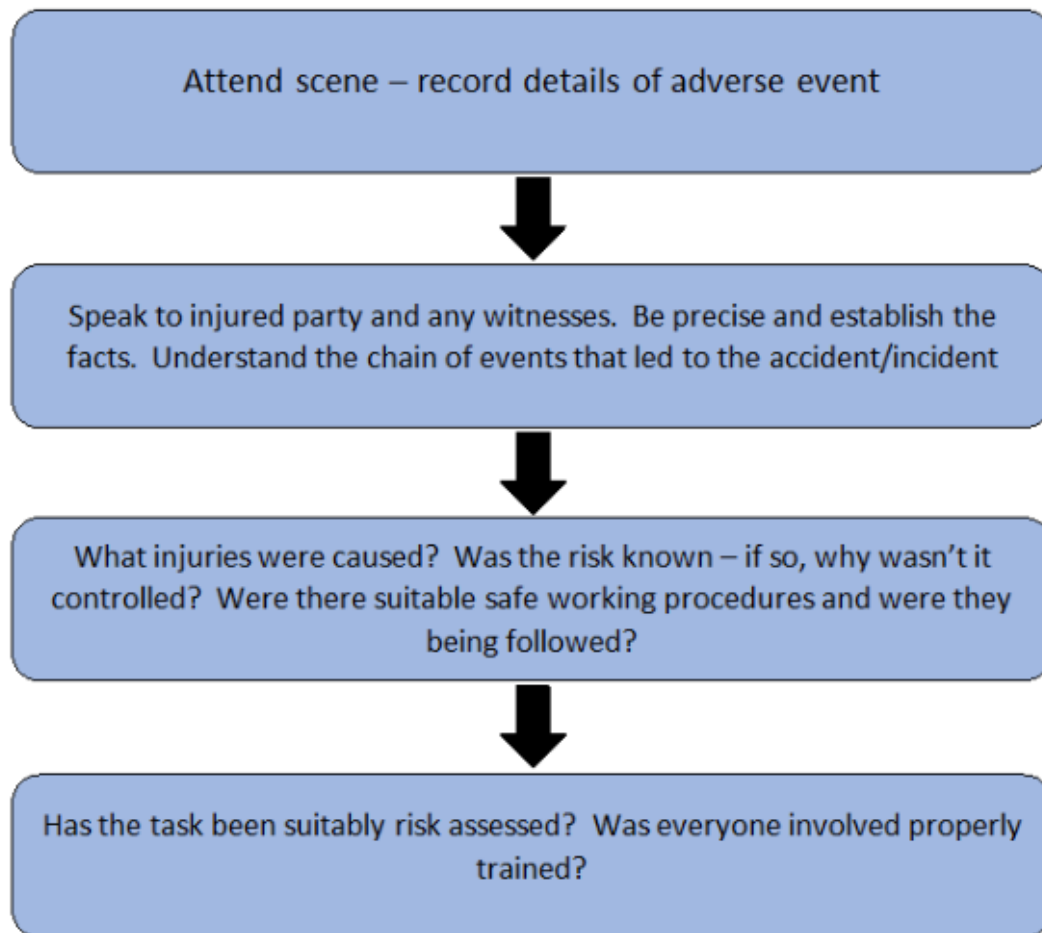 Attend scene – record details of adverse event
Speak to injured party and any witnesses.  Be precise and establish the
facts.  Understand the chain of events that led to the accident/incident
What injuries were caused?  Was the risk known – if so, why wasn’t it
controlled?  Were there suitable safe working procedures and were they
being followed?
Has the task been suitably risk assessed?  Was everyone involved properly
trained?